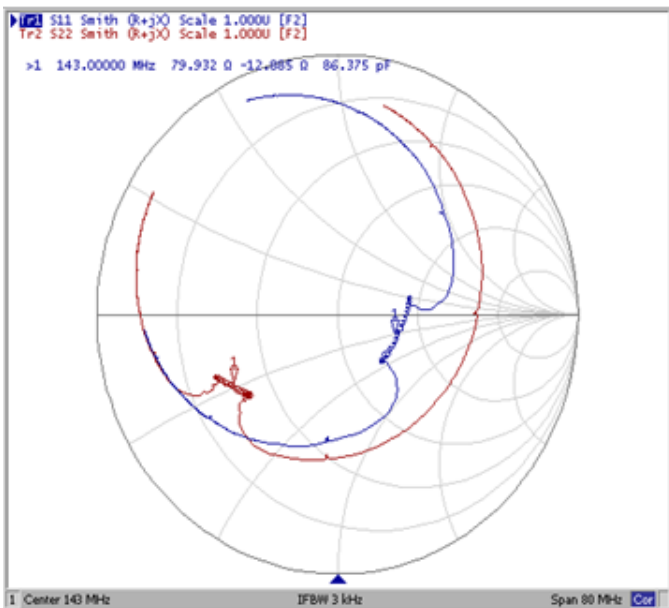 Tr1 S11 Smith (R+jX) Scale 1.000U [F2]
Tr2 S22 Smith (R+jX) Scale 1.000U [F2]
>1 143.00000 MHz 79.932 Ω -12.885 Ω 86.375 pF
1
1
1 Center 143 MHz IFBW 3 kHz Span 80 MHz Cor